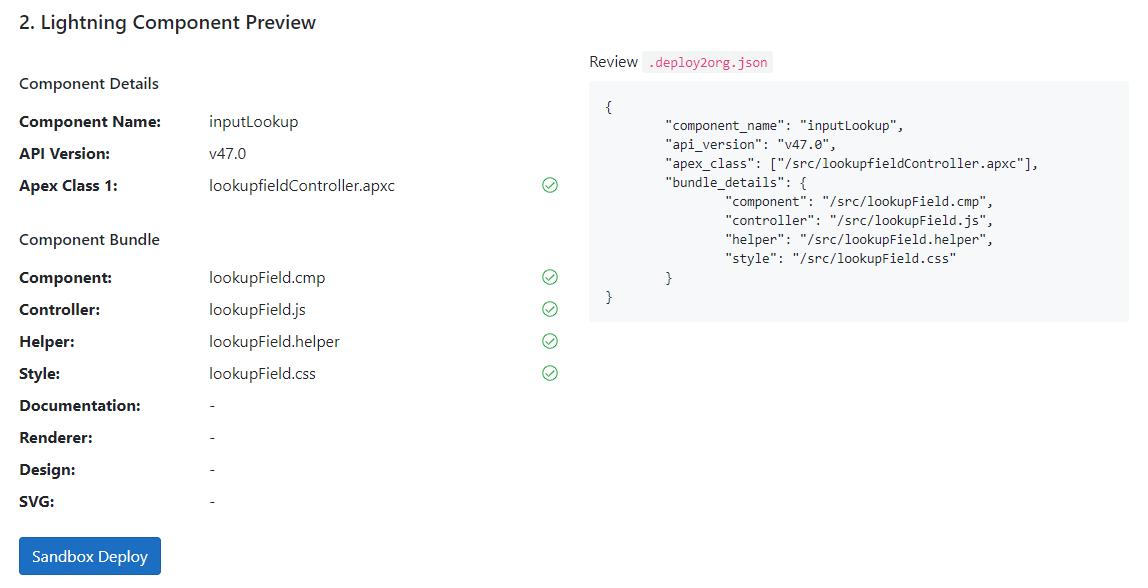 2. Lightning Component Preview
Component Details
Component Name: inputLookup
API Version: v47.0
Apex Class 1: lookupfieldController.apxc
Component Bundle
Component: lookupField.cmp
Controller: lookupField.js
Helper: lookupField.helper
Style: lookupField.css
Documentation: -
Renderer: -
Design: -
SVG: -
Sandbox Deploy
Review .deploy2org.json
{
"component_name": "inputLookup",
"api_version": "v47.0",
"apex_class": ["/src/lookupfieldController.apxc"],
"bundle_details": {
"component": "/src/lookupField.cmp",
"controller": "/src/lookupField.js",
"helper": "/src/lookupField.helper",
"style": "/src/lookupField.css"
}
}